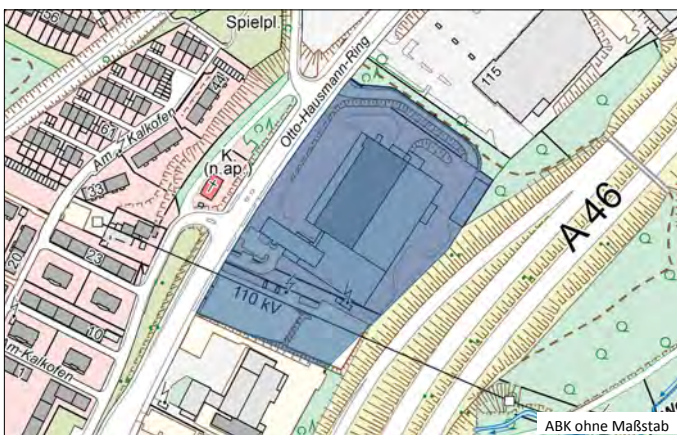 56
Spielpl.
Otto-Hausmann-Ring
115
44
Am Kalkofen
61
K.
(n.ap.)
33
A 46
20
23
110 kV
10
Am Kalkofen
1
ABK ohne Maßstab